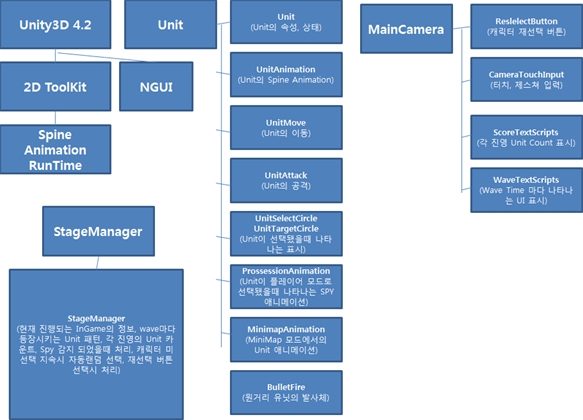 Unity3D 4.2
2D ToolKit
NGUI
Spine
Animation
RunTime
StageManager
StageManager
(현재 진행되는 InGame의 정보, wave마다
등장시키는 Unit 패턴, 각 진영의 Unit 카
운트, Spy 감지 되었을때 처리, 캐릭터 미
선택 지속시 자동랜덤 선택, 재선택 버튼
선택시 처리)
Unit
Unit
(Unit의 속성, 상태)
UnitAnimation
(Unit의 Spine Animation)
UnitMove
(Unit의 이동)
UnitAttack
(Unit의 공격)
UnitSelectCircle
UnitTargetCircle
(Unit이 선택됐을때 나타
나는 표시)
ProssessionAnimation
(Unit이 플레이어 모드로
선택됐을때 나타나는 SPY
애니메이션)
MinimapAnimation
(MiniMap 모드에서의
Unit 애니메이션)
BulletFire
(원거리 유닛의 발사체)
MainCamera
ReslelectButton
(캐릭터 재선택 버튼)
CameraTouchInput
(터치, 제스쳐 입력)
ScoreTextScripts
(각 진영 Unit Count 표시)
WaveTextScripts
(Wave Time 마다 나타나
는 UI 표시)